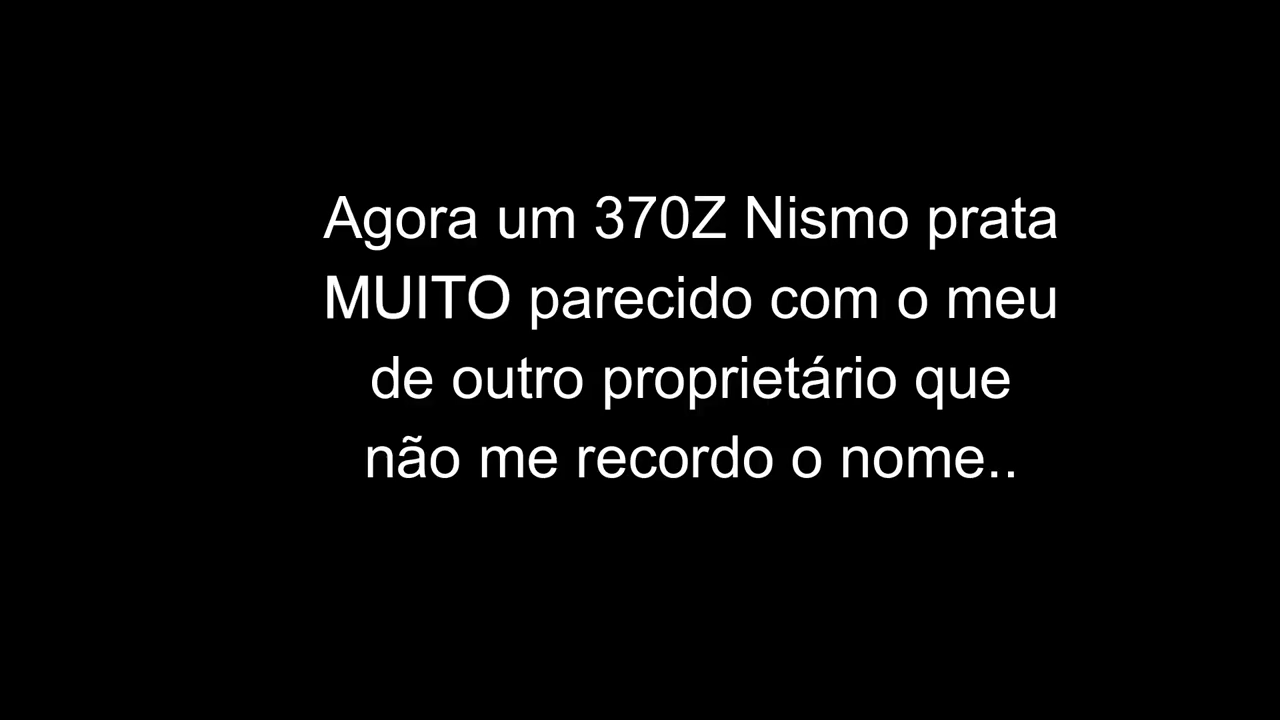 Agora um 370Z Nismo prata
MUITO parecido com o meu
de outro proprietário que
não me recordo o nome..